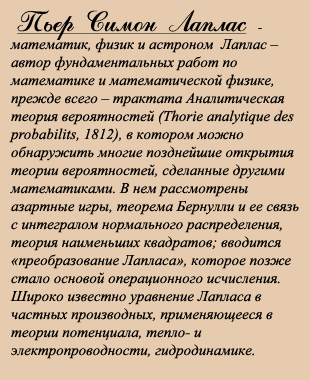 Пьер Симон Лаплас -
математик, физик и астроном Лаплас –
автор фундаментальных работ по
математике и математической физике,
прежде всего – трактата Аналитическая
теория вероятностей (Thorie analytique des
probabilits, 1812), в котором можно
обнаружить многие позднейшие открытия
теории вероятностей, сделанные другими
математиками. В нем рассмотрены
азартные игры, теорема Бернулли и ее связь
с интегралом нормального распределения,
теория наименьших квадратов; вводится
«преобразование Лапласа», которое позже
стало основой операционного исчисления.
Широко известно уравнение Лапласа в
частных производных, применяющееся в
теории потенциала, тепло- и
электропроводности, гидродинамике.